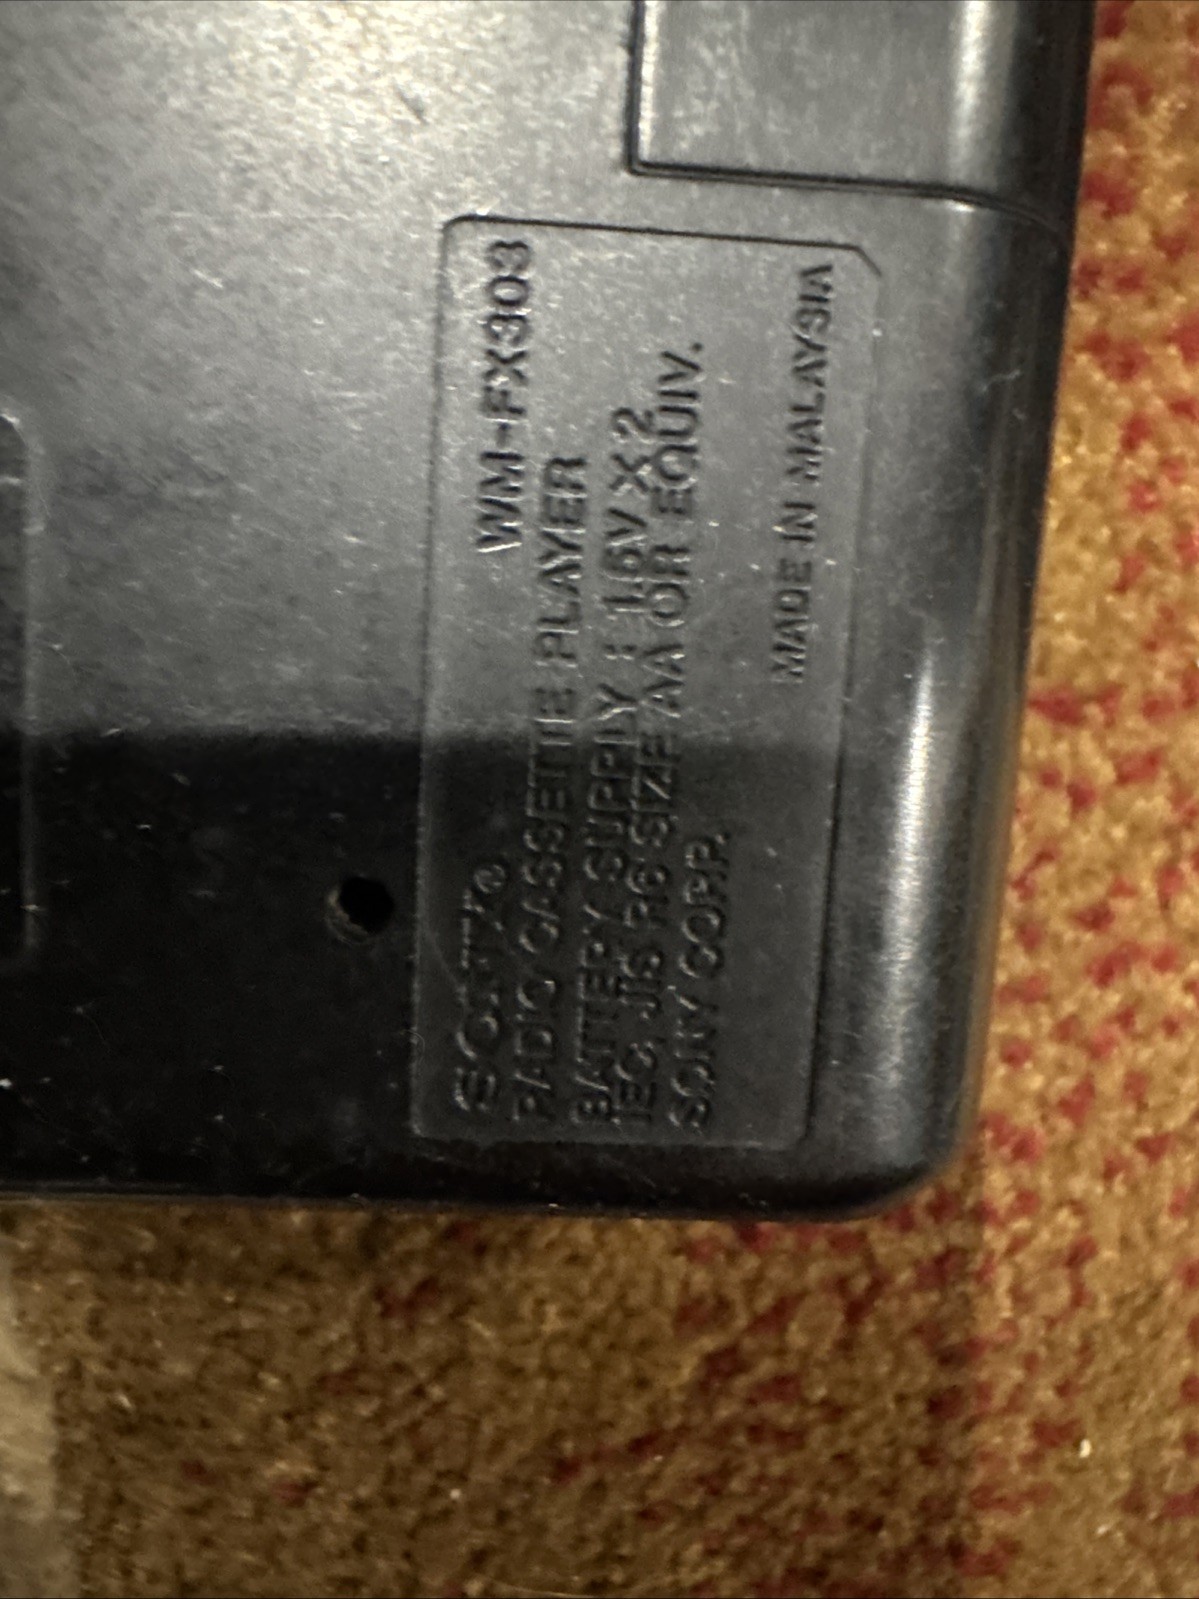 SONY® WM-FX303
RADIO CASSETTE PLAYER
BATTERY SUPPLY : 1.5V X 2
IEC, JIS R6 SIZE AA OR EQUIV.
SONY CORP.
MADE IN MALAYSIA